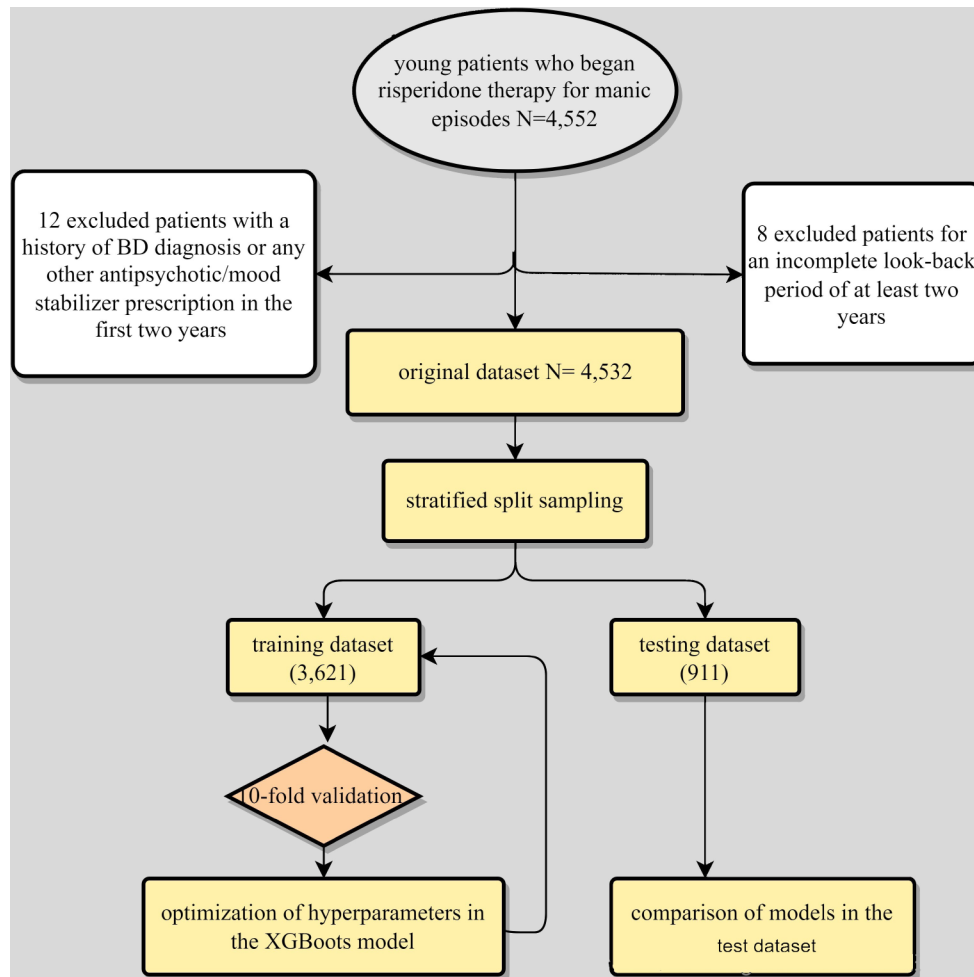 young patients who began
risperidone therapy for manic
episodes N=4,552
12 excluded patients with a
history of BD diagnosis or any
other antipsychotic/mood
stabilizer prescription in the
first two years
8 excluded patients for
an incomplete look-back
period of at least two
years
original dataset N= 4,532
stratified split sampling
training dataset
(3,621)
testing dataset
(911)
10-fold validation
optimization of hyperparameters in
the XGBoots model
comparison of models in the
test dataset